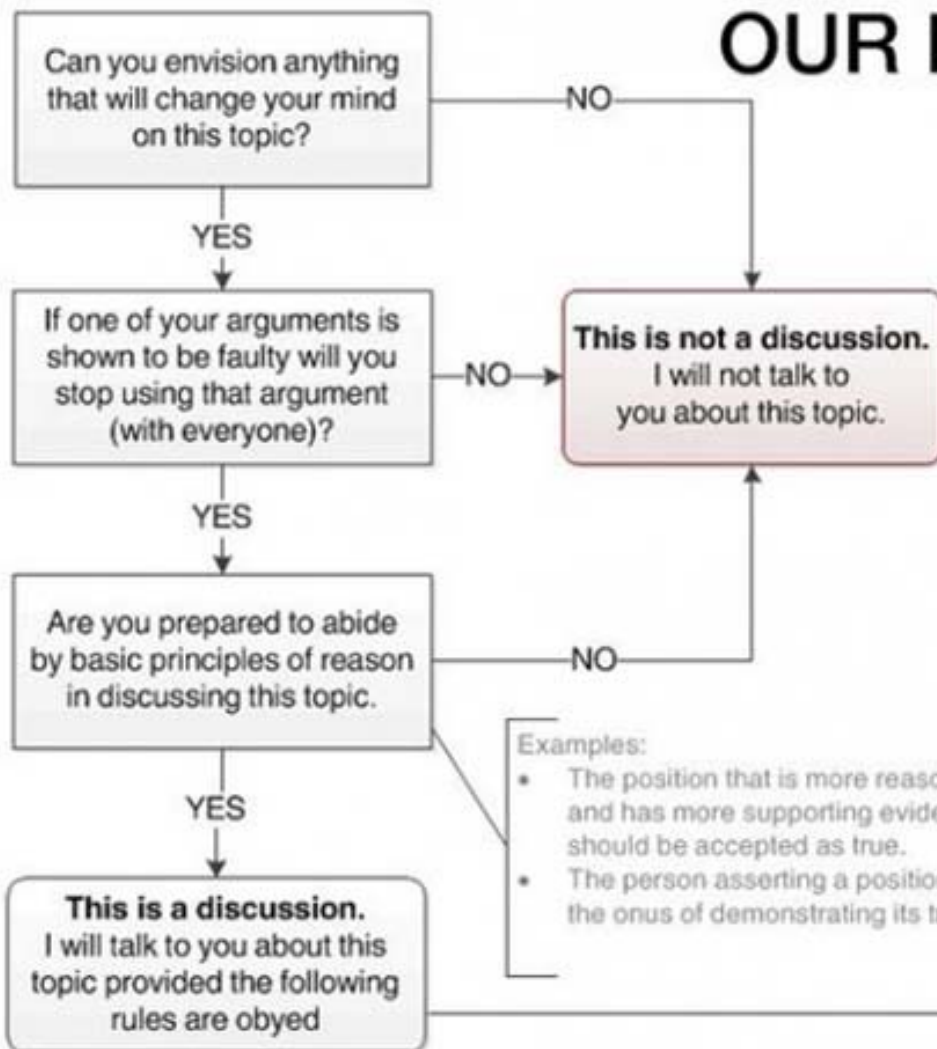 OUR
Can you envision anything
that will change your mind
on this topic?
NO
YES
If one of your arguments is
shown to be faulty will you
stop using that argument
(with everyone)?
NO
This is not a discussion.
I will not talk to
you about this topic.
YES
Are you prepared to abide
by basic principles of reason
in discussing this topic.
NO
Examples:
• The position that is more
and has more supporting
should be accepted as true.
• The person asserting a
the onus of demonstrating its
YES
This is a discussion.
I will talk to you about this
topic provided the following
rules are obyed